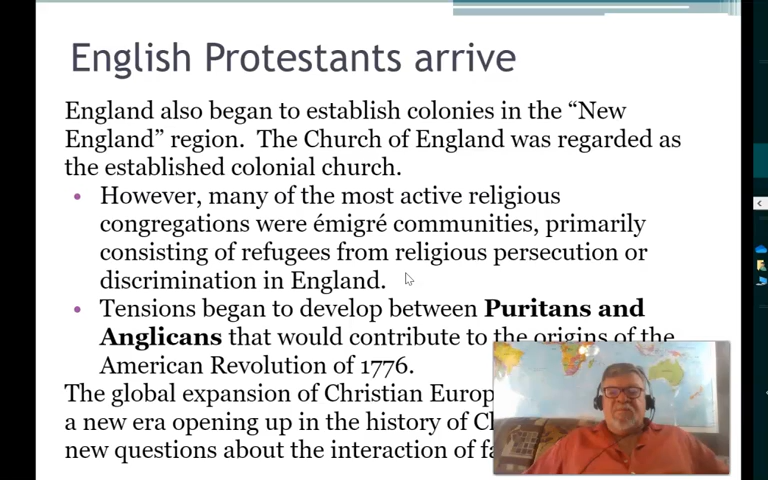 English Protestants arrive
England also began to establish colonies in the “New
England” region.  The Church of England was regarded as
the established colonial church.
• However, many of the most active religious
congregations were émigré communities, primarily
consisting of refugees from religious persecution or
discrimination in England.
• Tensions began to develop between Puritans and
Anglicans that would contribute to the origins of the
American Revolution of 1776.
The global expansion of Christian
a new era opening up in the history of
new questions about the interaction of